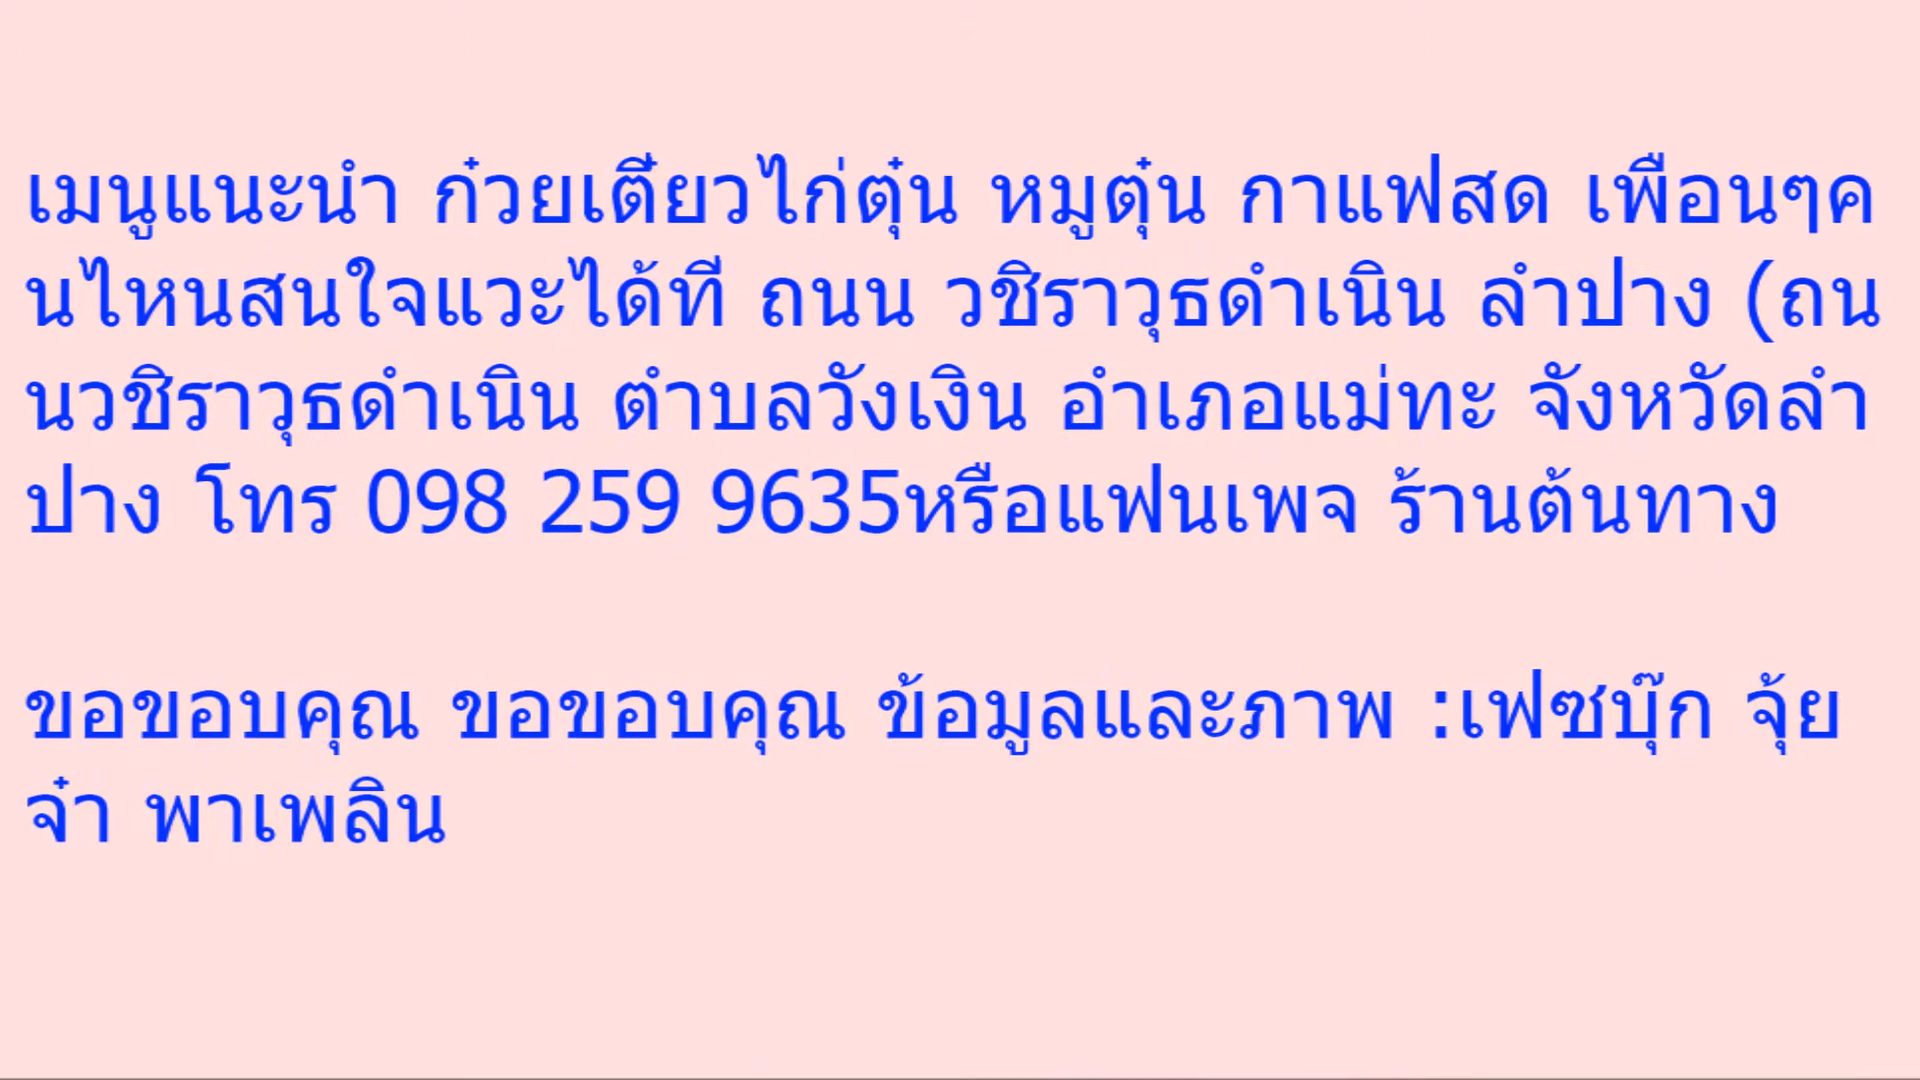 เมนูแนะนำ ก๋วยเตี๋ยวไก่ตุ๋น หมูตุ๋น กาแฟสด เพื่อนๆค
นไหนสนใจแวะได้ที่ ถนน วชิราวุธดำเนิน ลำปาง (ถน
นวชิราวุธดำเนิน ตำบลวังเงิน อำเภอแม่ทะ จังหวัดลำ
ปาง โทร 098 259 9635หรือแฟนเพจ ร้านต้นทาง
ขอขอบคุณ ขอขอบคุณ ข้อมูลและภาพ :เฟซบุ๊ก จุ้ย
จ๋า พาเพลิน